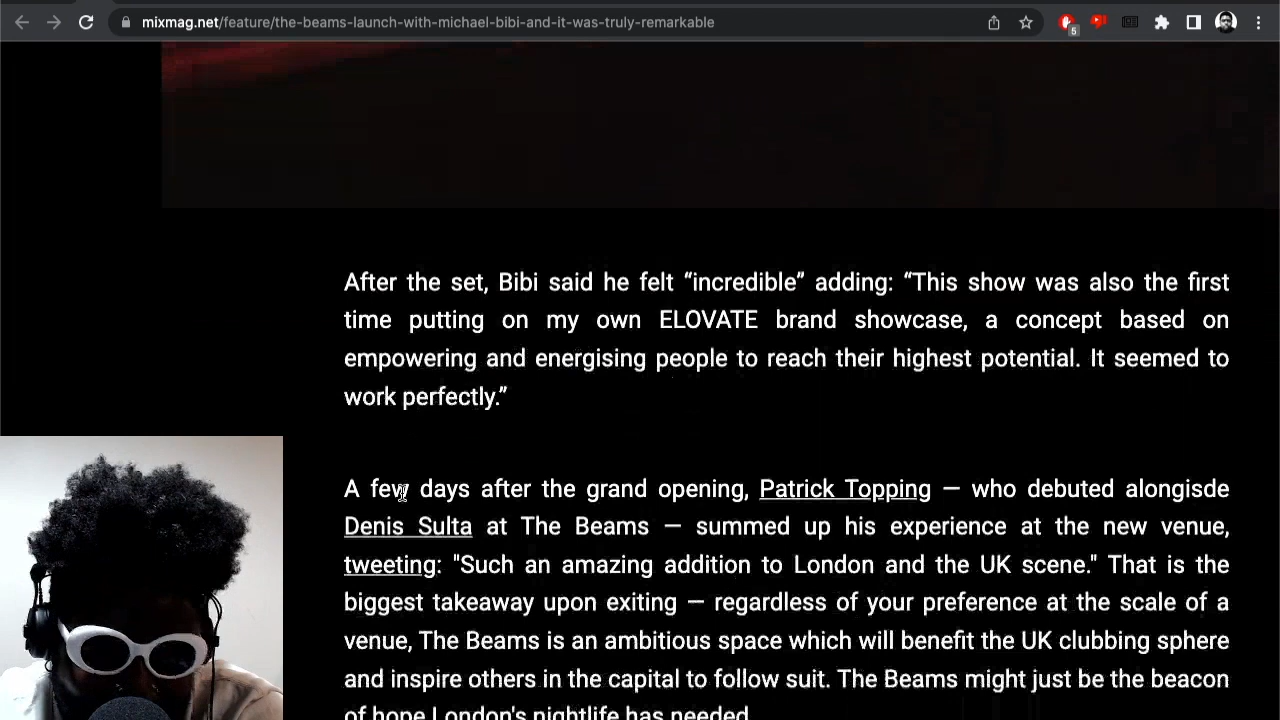 mixmag.net/feature/the-beams-launch-with-michael-bibi-and-it-was-truly-remarkable
5
After the set, Bibi said he felt “incredible” adding: “This show was also the first
time putting on my own ELOVATE brand showcase, a concept based on
empowering and energising people to reach their highest potential. It seemed to
work perfectly.”
A few days after the grand opening, Patrick Topping — who debuted alongisde
Denis Sulta at The Beams — summed up his experience at the new venue,
tweeting: "Such an amazing addition to London and the UK scene." That is the
biggest takeaway upon exiting — regardless of your preference at the scale of a
venue, The Beams is an ambitious space which will benefit the UK clubbing sphere
and inspire others in the capital to follow suit. The Beams might just be the beacon
of hope London's nightlife has needed.